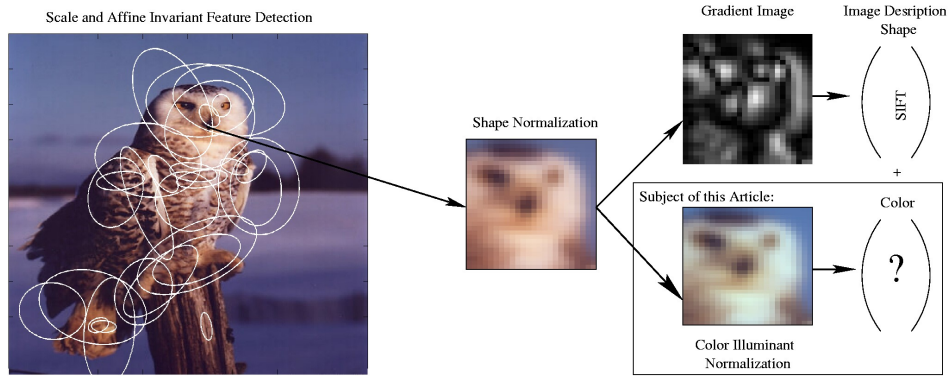 Scale and Affine Invariant Feature Detection
Shape Normalization
Gradient Image
Image Desription
Shape
SIFT
+
Subject of this Article:
Color
?
Color Illuminant
Normalization